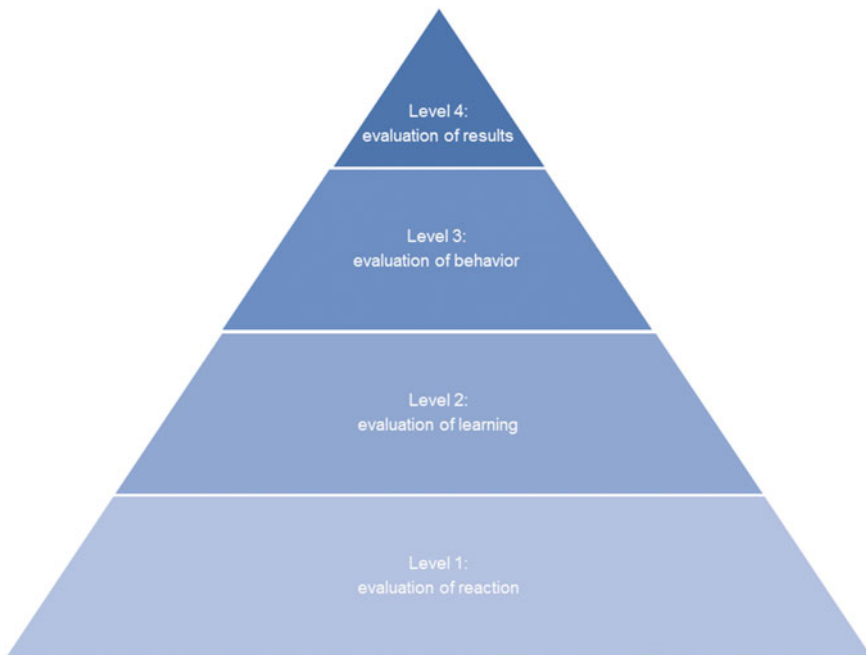 Level 4:
evaluation of results
Level 3:
evaluation of behavior
Level 2:
evaluation of learning
Level 1:
evaluation of reaction